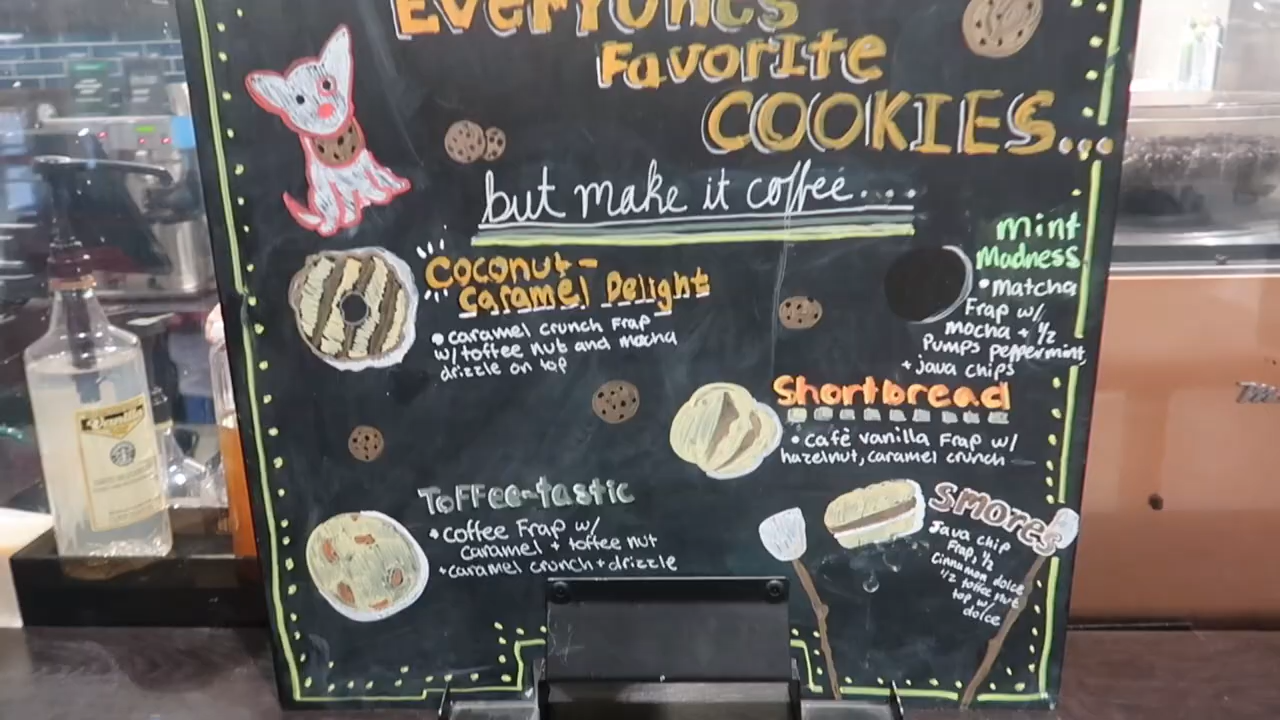 Everyone's
Favorite
COOKIES...
but make it coffee...
Coconut-
Caramel Delight
• caramel crunch Frap
w/toffee nut and mocha
drizzle on top
mint
Madness
• matcha
Frap w/
mocha + 1/2
Pumps peppermint
+ java chips
Shortbread
• café vanilla Frap w/
hazelnut, caramel crunch
Toffee-tastic
• coffee Frap w/
caramel + toffee nut
+ caramel crunch + drizzle
Smores
Java chip
Frap, 1/2
Cinnamon dolce
1/2 toffee nut
top w/
dolce
Vanilla